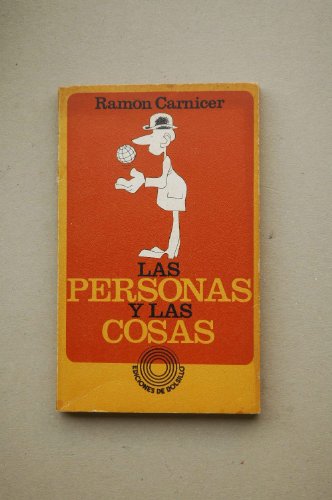 Ramon Carnicer
LAS
PERSONAS
Y LAS
COSAS
EDICIONES DE BOLSILLO